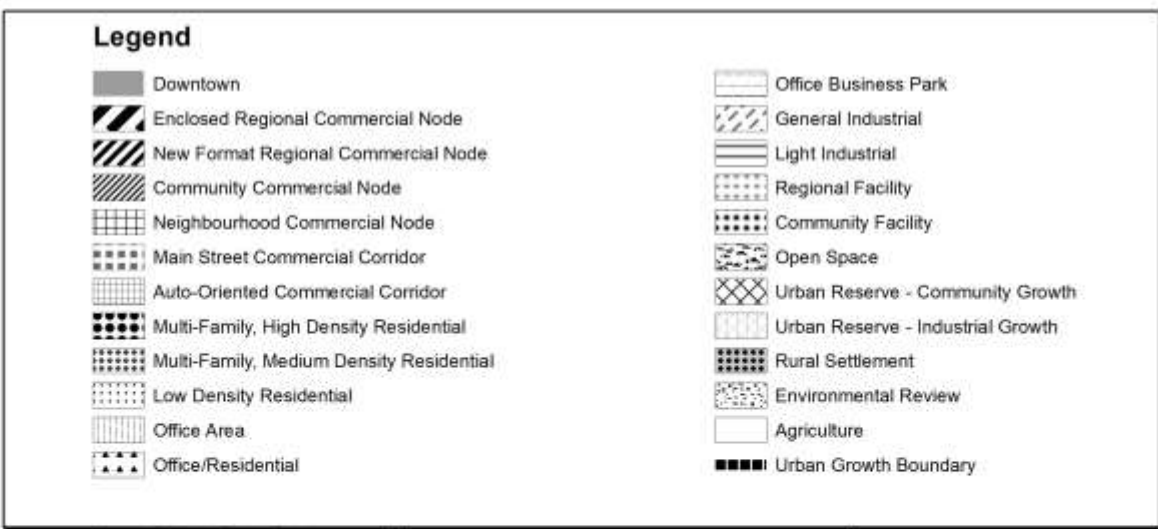 Legend
Downtown
Enclosed Regional Commercial Node
New Format Regional Commercial Node
Community Commercial Node
Neighbourhood Commercial Node
Main Street Commercial Corridor
Auto-Oriented Commercial Corridor
Multi-Family, High Density Residential
Multi-Family, Medium Density Residential
Low Density Residential
Office Area
Office/Residential
Office Business Park
General Industrial
Light Industrial
Regional Facility
Community Facility
Open Space
Urban Reserve - Community Growth
Urban Reserve - Industrial Growth
Rural Settlement
Environmental Review
Agriculture
Urban Growth Boundary